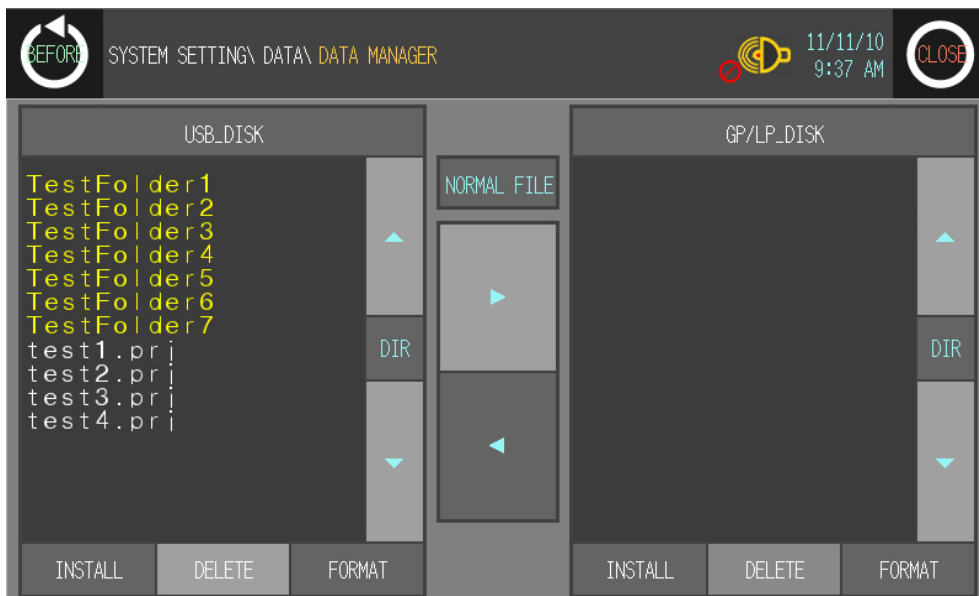 BEFORE
SYSTEM SETTING\ DATA\ DATA MANAGER
11/11/10
9:37 AM
CLOSE
USB_DISK
TestFolder1
TestFolder2
TestFolder3
TestFolder4
TestFolder5
TestFolder6
TestFolder7
test1.prj
test2.prj
test3.prj
test4.prj
DIR
INSTALL
DELETE
FORMAT
NORMAL FILE
GP/LP_DISK
DIR
INSTALL
DELETE
FORMAT